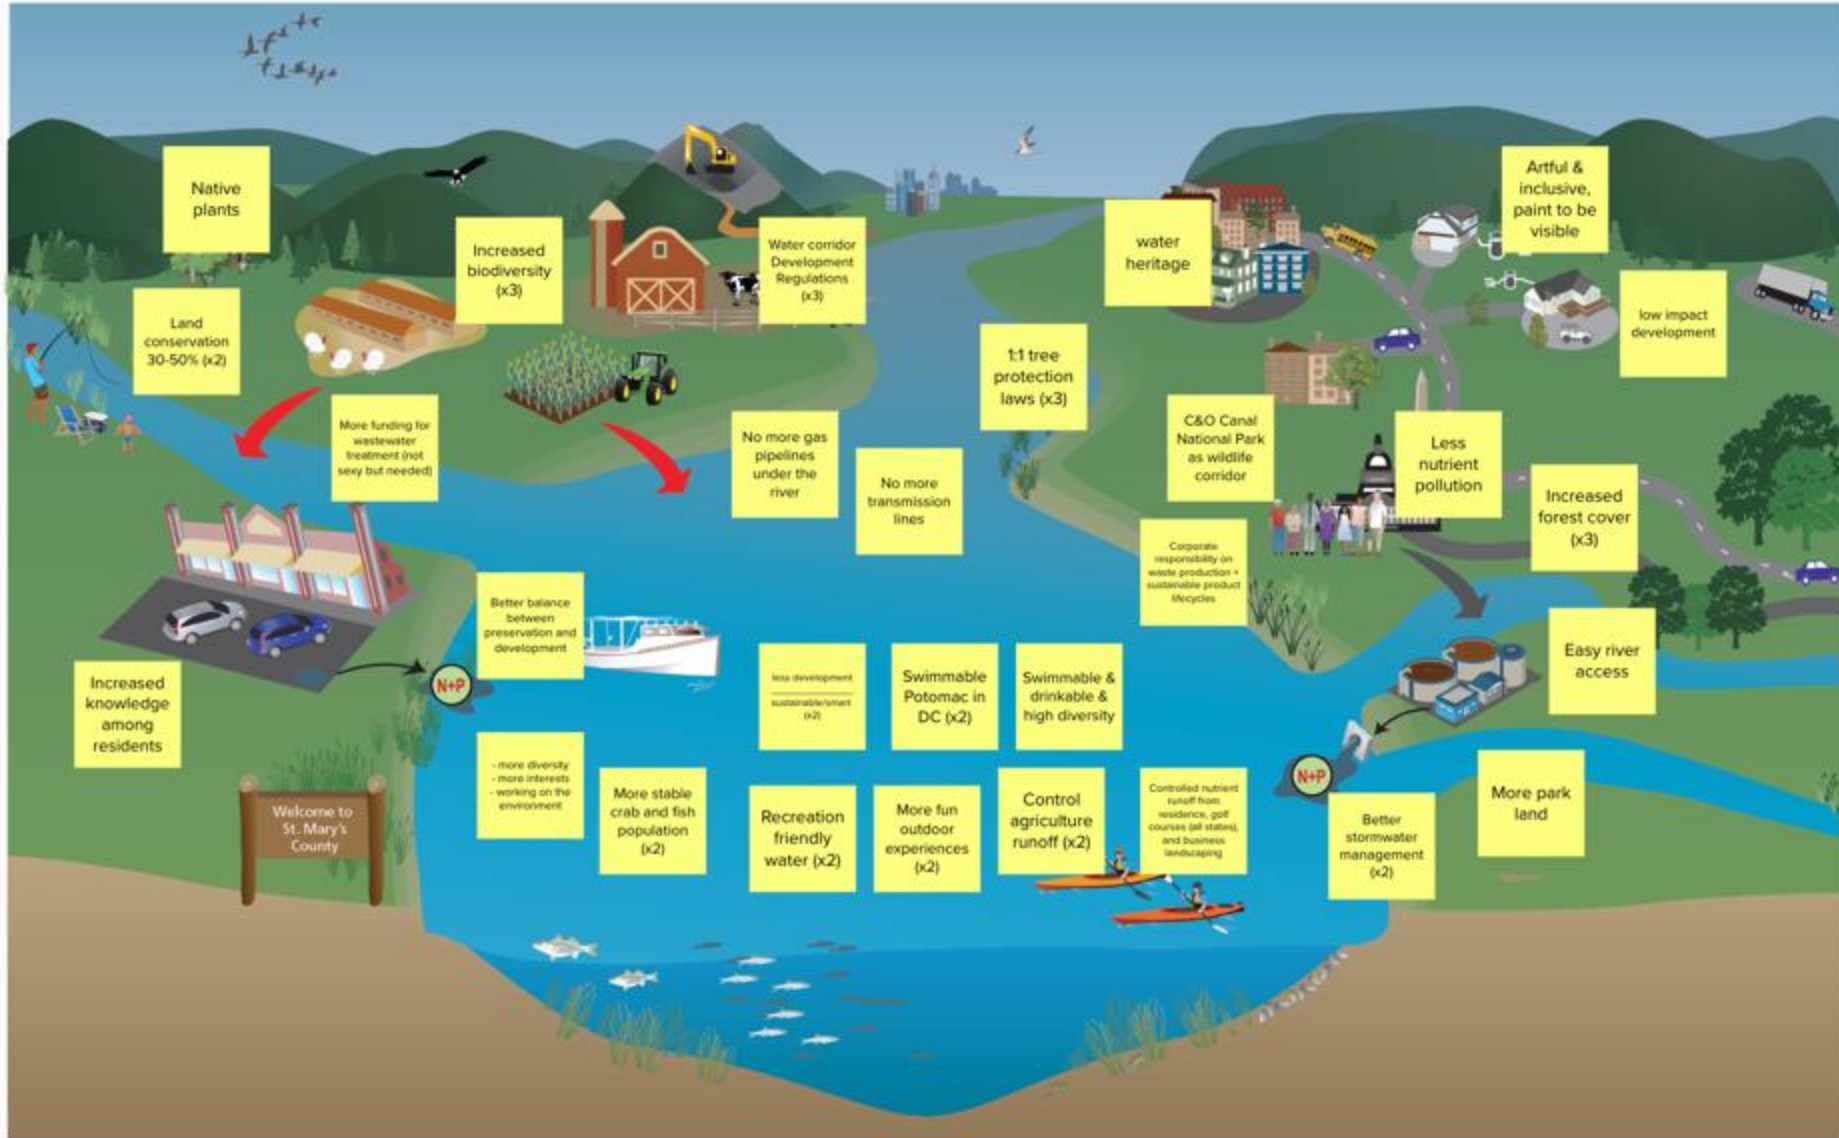 Native
plants
Artful &
inclusive,
paint to be
visible
Increased
biodiversity
(x3)
Water corridor
Development
Regulations
(x3)
water
heritage
Land
conservation
30-50% (x2)
low impact
development
1:1 tree
protection
laws (x3)
More funding for
wastewater
treatment (not
sexy but needed)
No more gas
pipelines
under the
river
No more
transmission
lines
C&O Canal
National Park
as wildlife
corridor
Less
nutrient
pollution
Increased
forest cover
(x3)
Corporate
responsibility on
waste production +
sustainable product
lifecycles
Better balance
between
preservation and
development
Increased
knowledge
among
residents
N+P
less development
sustainable/smart
(x2)
Swimmable
Potomac in
DC (x2)
Swimmable &
drinkable &
high diversity
Easy river
access
- more diversity
- more interests
- working on the
environment
More stable
crab and fish
population
(x2)
Recreation
friendly
water (x2)
More fun
outdoor
experiences
(x2)
Control
agriculture
runoff (x2)
Controlled nutrient
runoff from
residence, golf
courses (all states),
and business
landscaping
N+P
Better
stormwater
management
(x2)
More park
land
Welcome to
St. Mary's
County